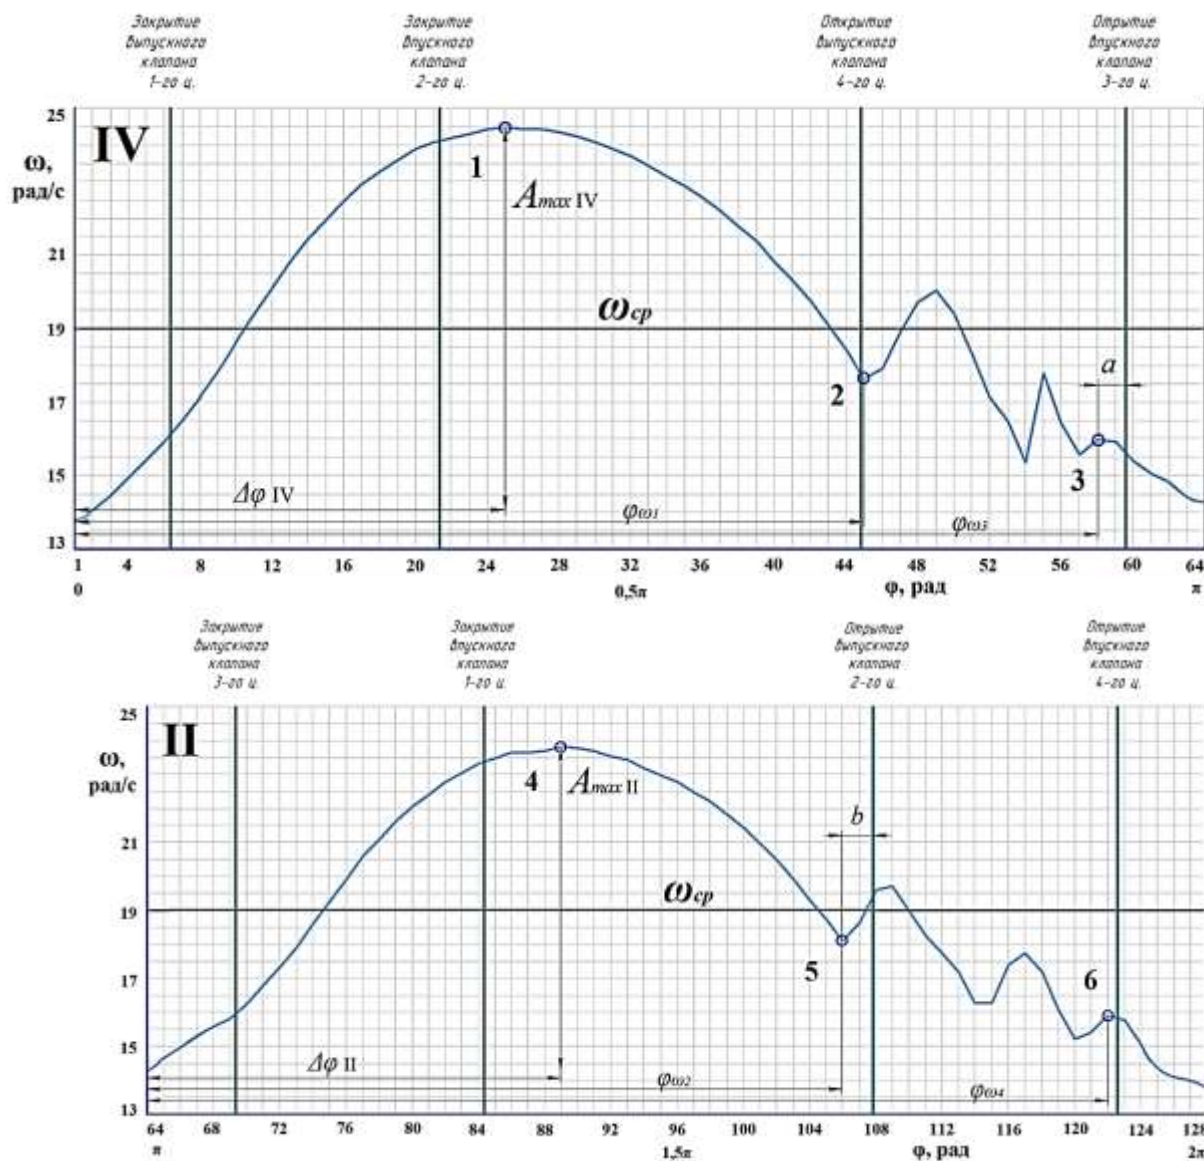 Закрытие
выпускного
клапана
1-го ц.
Закрытие
впускного
клапана
2-го ц.
Открытие
выпускного
клапана
4-го ц.
Отрытие
впускного
клапана
3-го ц.
IV
ω,
рад/с
25
21
19
17
15
13
1
Amax IV
ωср
2
a
3
Δφ IV
φω1
φω3
1 4 8 12 16 20 24 28 32 36 40 44 48 52 56 60 64
0 0,5π φ, рад π
Закрытие
выпускного
клапана
3-го ц.
Закрытие
впускного
клапана
1-го ц.
Отрытие
выпускного
клапана
2-го ц.
Отрытие
впускного
клапана
4-го ц.
II
ω,
рад/с
25
21
19
17
15
13
4
Amax II
b
ωср
5
6
Δφ II
φω2
φω4
64 68 72 76 80 84 88 92 96 100 104 108 112 116 120 124 128
π 1,5π φ, рад 2π